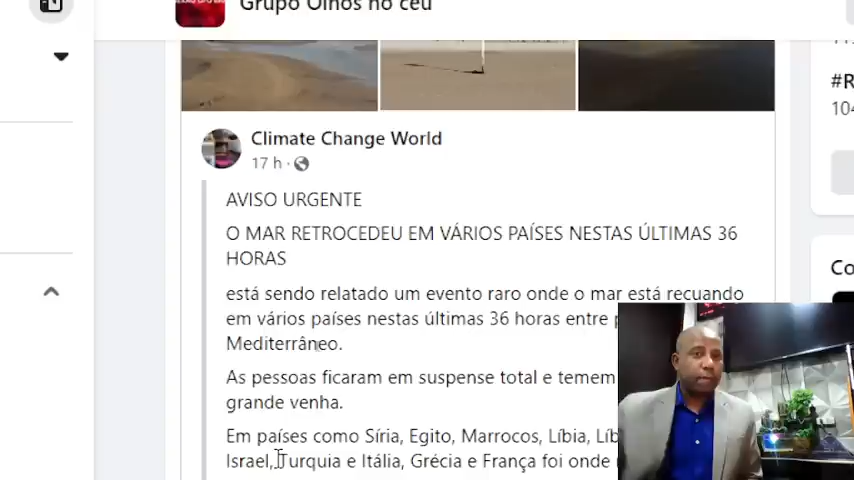 Grupo Olhos no céu
#R
104
Climate Change World
17 h ·
AVISO URGENTE
O MAR RETROCEDEU EM VÁRIOS PAÍSES NESTAS ÚLTIMAS 36
HORAS
está sendo relatado um evento raro onde o mar está recuando
em vários países nestas últimas 36 horas entre
Mediterrâneo.
As pessoas ficaram em suspense total e temem
grande venha.
Em países como Síria, Egito, Marrocos, Líbia,
Israel, Turquia e Itália, Grécia e França foi onde
Co